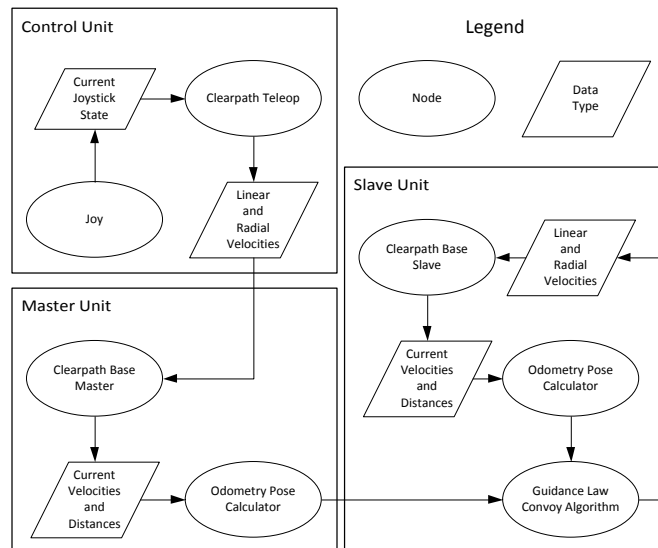 Control Unit
Current
Joystick
State
Clearpath Teleop
Joy
Linear
and
Radial
Velocities
Legend
Node
Data
Type
Master Unit
Clearpath Base
Master
Current
Velocities
and
Distances
Odometry Pose
Calculator
Slave Unit
Clearpath Base
Slave
Linear
and
Radial
Velocities
Current
Velocities
and
Distances
Odometry Pose
Calculator
Guidance Law
Convoy Algorithm